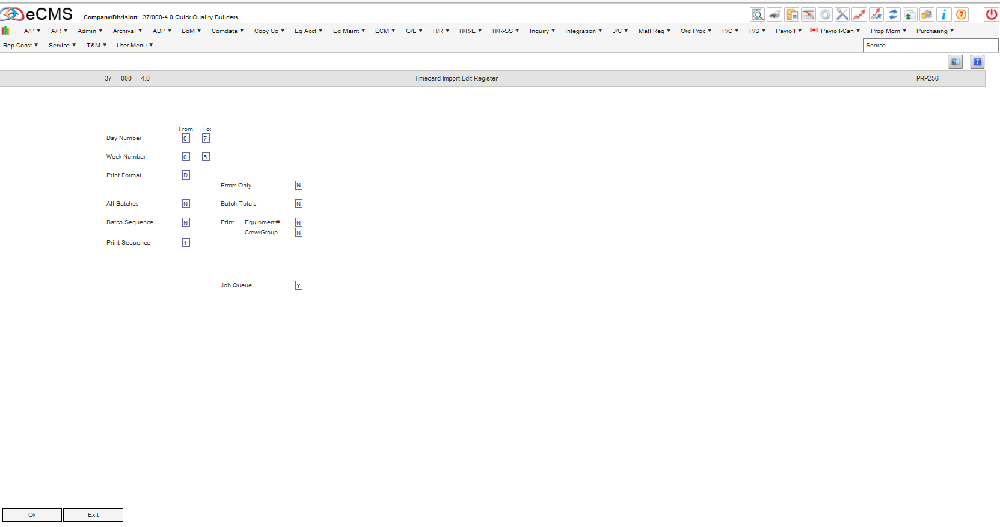 eCMS Company/Division: 37/000-4.0 Quick Quality Builders
A/P ▼ A/R ▼ Admin ▼ Archival ▼ ADP ▼ BoM ▼ Comdata ▼ Copy Co ▼ Eq Acct ▼ Eq Maint ▼ ECM ▼ G/L ▼ H/R ▼ H/R-E ▼ H/R-SS ▼ Inquiry ▼ Integration ▼ J/C ▼ Matl Req ▼ Ord Proc ▼ P/C ▼ P/S ▼ Payroll ▼ Payroll-Can ▼ Prop Mgm ▼ Purchasing ▼
Rep Const ▼ Service ▼ T&M ▼ User Menu ▼ Search
37 000 4.0 Timecard Import Edit Register PRP256
From: To:
Day Number 0 7
Week Number 0 5
Print Format D
Errors Only N
All Batches N Batch Totals N
Batch Sequence N Print: Equipment# N
Crew/Group N
Print Sequence 1
Job Queue Y
Ok Exit